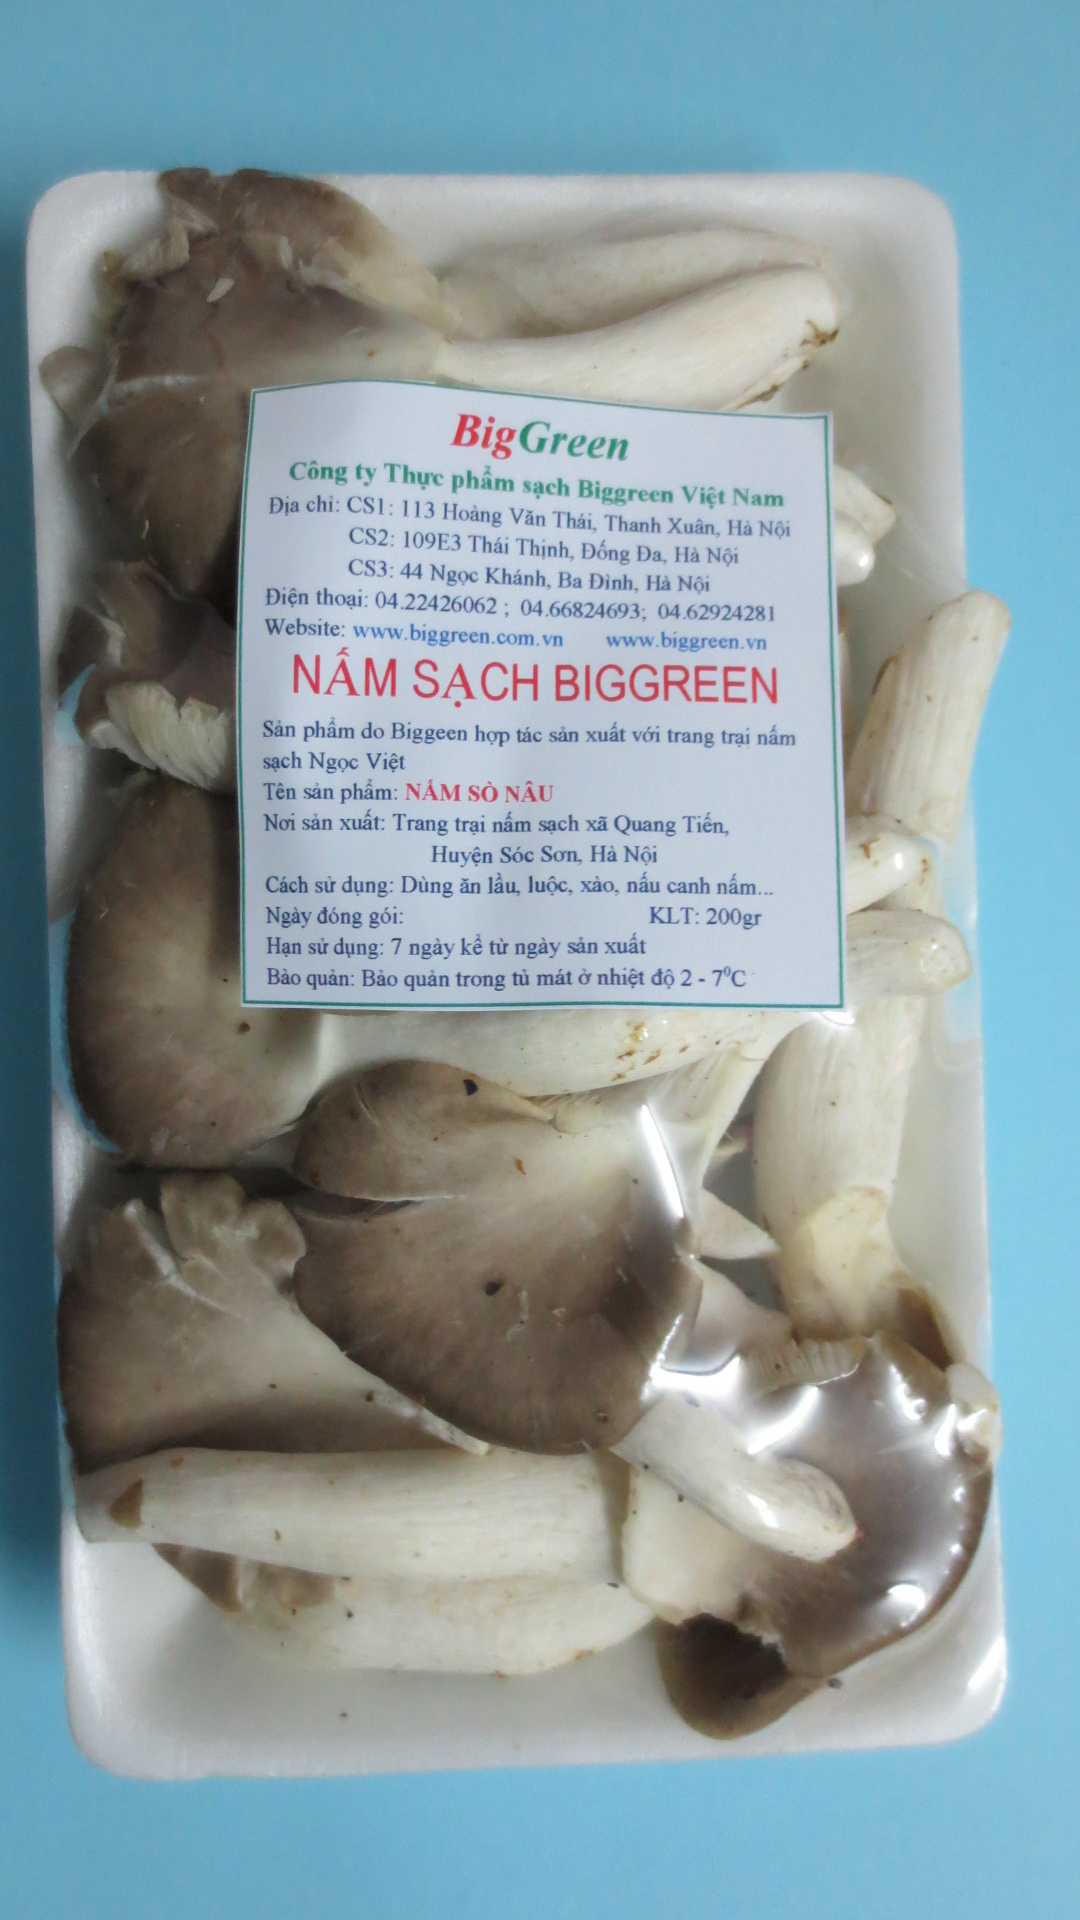 BigGreen
Công ty Thực phẩm sạch Biggreen Việt Nam
Địa chỉ: CS1: 113 Hoàng Văn Thái, Thanh Xuân, Hà Nội
CS2: 109E3 Thái Thịnh, Đống Đa, Hà Nội
CS3: 44 Ngọc Khánh, Ba Đình, Hà Nội
Điện thoại: 04.22426062 ; 04.66824693; 04.62924281
Website: www.biggreen.com.vn www.biggreen.vn
NẤM SẠCH BIGGREEN
Sản phẩm do Biggeen hợp tác sản xuất với trang trại nấm
sạch Ngọc Việt
Tên sản phẩm: NẤM SÒ NÂU
Nơi sản xuất: Trang trại nấm sạch xã Quang Tiến,
Huyện Sóc Sơn, Hà Nội
Cách sử dụng: Dùng ăn lẩu, luộc, xào, nấu canh nấm...
Ngày đóng gói: KLT: 200gr
Hạn sử dụng: 7 ngày kể từ ngày sản xuất
Bảo quản: Bảo quản trong tủ mát ở nhiệt độ 2 - 7⁰C